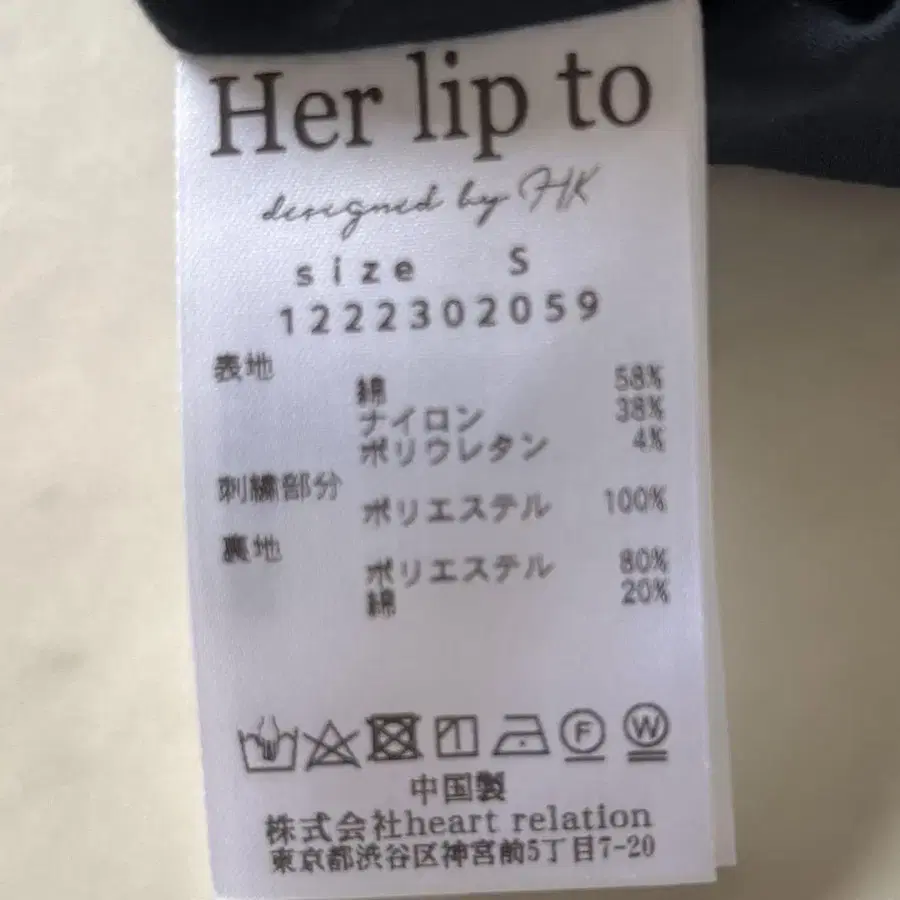 Her lip to
designed by HK
size S
1222302059
表地
綿 58%
ナイロン 38%
ポリウレタン 4%
刺繍部分
ポリエステル 100%
裏地
ポリエステル 80%
綿 20%
F W
中国製
株式会社heart relation
東京都渋谷区神宮前5丁目7-20